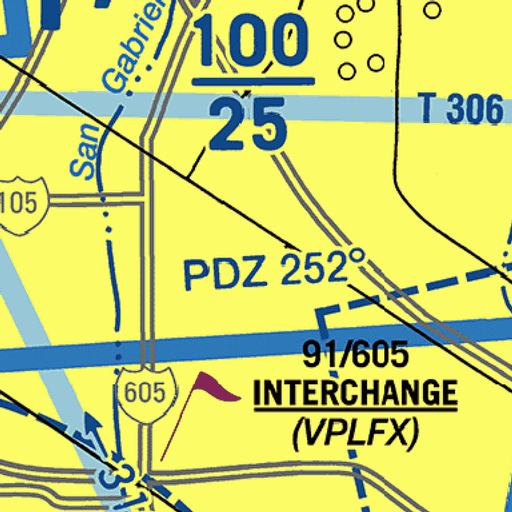 100
25
San Gabriel
T 306
105
PDZ 252°
91/605
INTERCHANGE
(VPLFX)
605